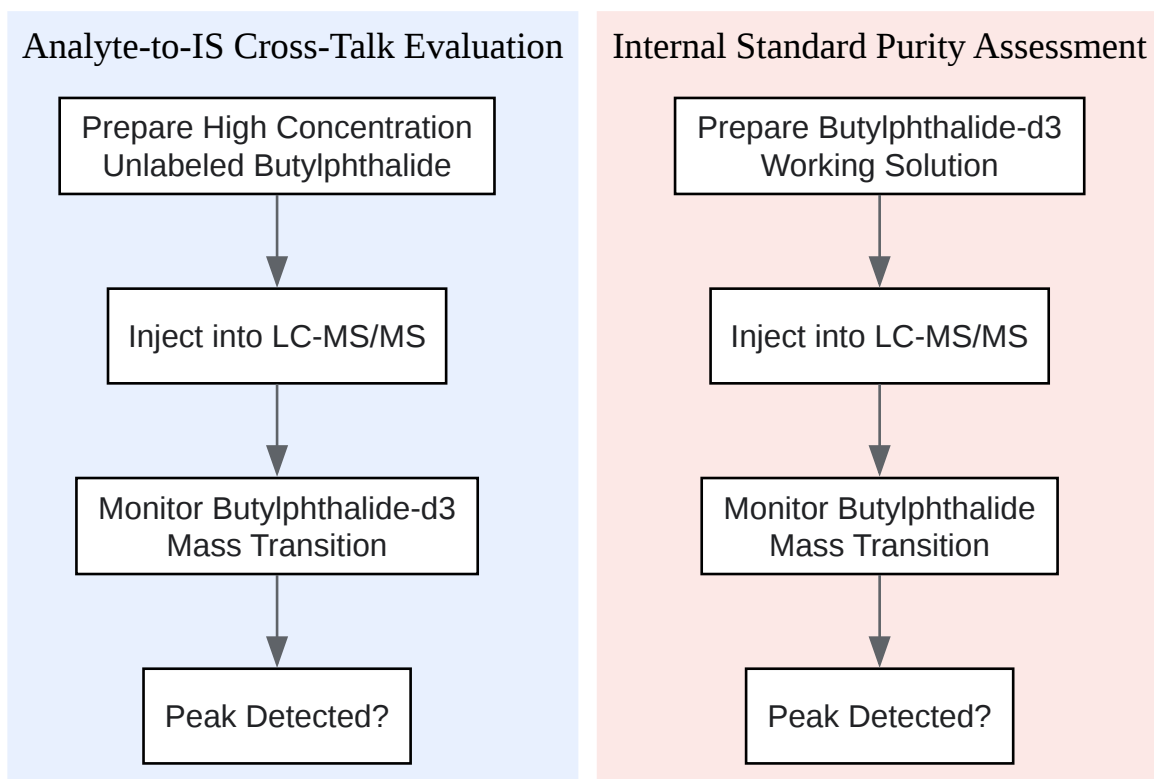 Analyte-to-IS Cross-Talk Evaluation
Prepare High Concentration
Unlabeled Butylphthalide
Inject into LC-MS/MS
Monitor Butylphthalide-d3
Mass Transition
Peak Detected?
Internal Standard Purity Assessment
Prepare Butylphthalide-d3
Working Solution
Inject into LC-MS/MS
Monitor Butylphthalide
Mass Transition
Peak Detected?